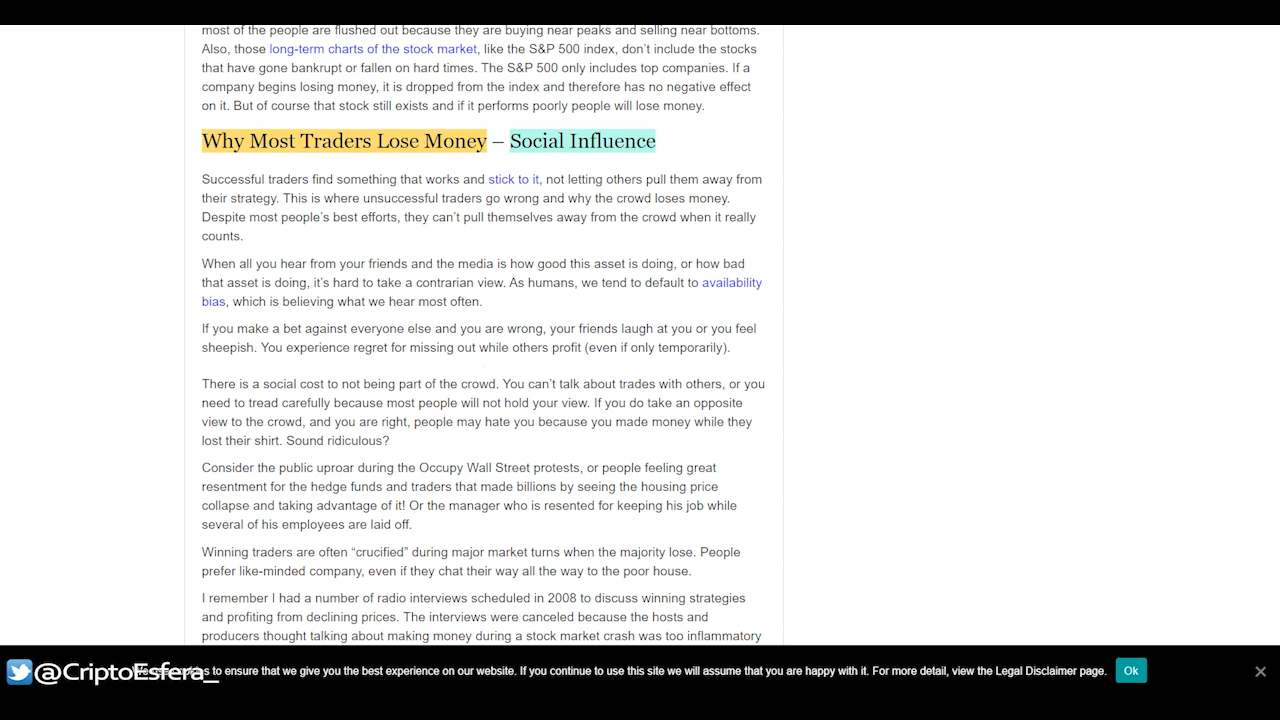 most of the people are flushed out because they are buying near peaks and selling near bottoms.
Also, those long-term charts of the stock market, like the S&P 500 index, don’t include the stocks
that have gone bankrupt or fallen on hard times. The S&P 500 only includes top companies. If a
company begins losing money, it is dropped from the index and therefore has no negative effect
on it. But of course that stock still exists and if it performs poorly people will lose money.
Why Most Traders Lose Money – Social Influence
Successful traders find something that works and stick to it, not letting others pull them away from
their strategy. This is where unsuccessful traders go wrong and why the crowd loses money.
Despite most people’s best efforts, they can’t pull themselves away from the crowd when it really
counts.
When all you hear from your friends and the media is how good this asset is doing, or how bad
that asset is doing, it’s hard to take a contrarian view. As humans, we tend to default to availability
bias, which is believing what we hear most often.
If you make a bet against everyone else and you are wrong, your friends laugh at you or you feel
sheepish. You experience regret for missing out while others profit (even if only temporarily).
There is a social cost to not being part of the crowd. You can’t talk about trades with others, or you
need to tread carefully because most people will not hold your view. If you do take an opposite
view to the crowd, and you are right, people may hate you because you made money while they
lost their shirt. Sound ridiculous?
Consider the public uproar during the Occupy Wall Street protests, or people feeling great
resentment for the hedge funds and traders that made billions by seeing the housing price
collapse and taking advantage of it! Or the manager who is resented for keeping his job while
several of his employees are laid off.
Winning traders are often “crucified” during major market turns when the majority lose. People
prefer like-minded company, even if they chat their way all the way to the poor house.
I remember I had a number of radio interviews scheduled in 2008 to discuss winning strategies
and profiting from declining prices. The interviews were canceled because the hosts and
producers thought talking about making money during a stock market crash was too inflammatory
@CriptoEsfera_
to ensure that we give you the best experience on our website. If you continue to use this site we will assume that you are happy with it. For more detail, view the Legal Disclaimer page. Ok